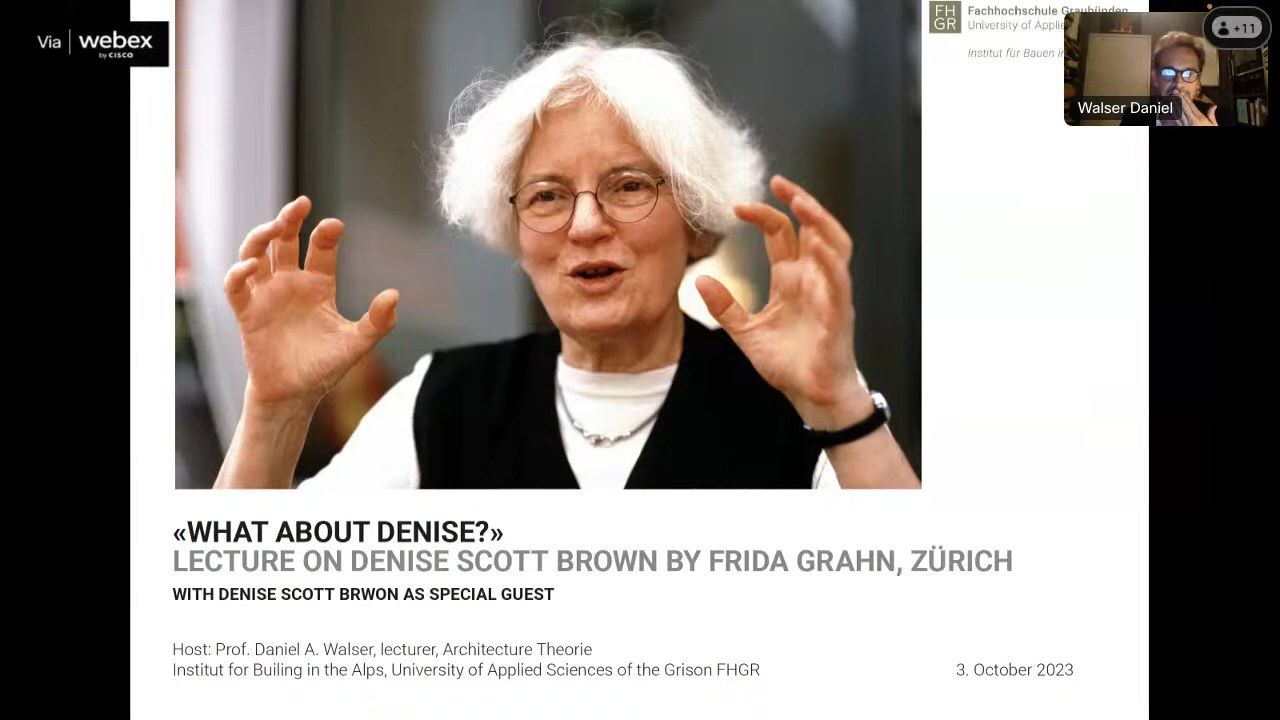 Via webex
by CISCO
FH
GR
Fachhochschule Graubünden
University of Applie
Institut für Bauen i
+11
Walser Daniel
«WHAT ABOUT DENISE?»
LECTURE ON DENISE SCOTT BROWN BY FRIDA GRAHN, ZÜRICH
WITH DENISE SCOTT BRWON AS SPECIAL GUEST
Host: Prof. Daniel A. Walser, lecturer, Architecture Theorie
Institut for Builing in the Alps, University of Applied Sciences of the Grison FHGR
3. October 2023